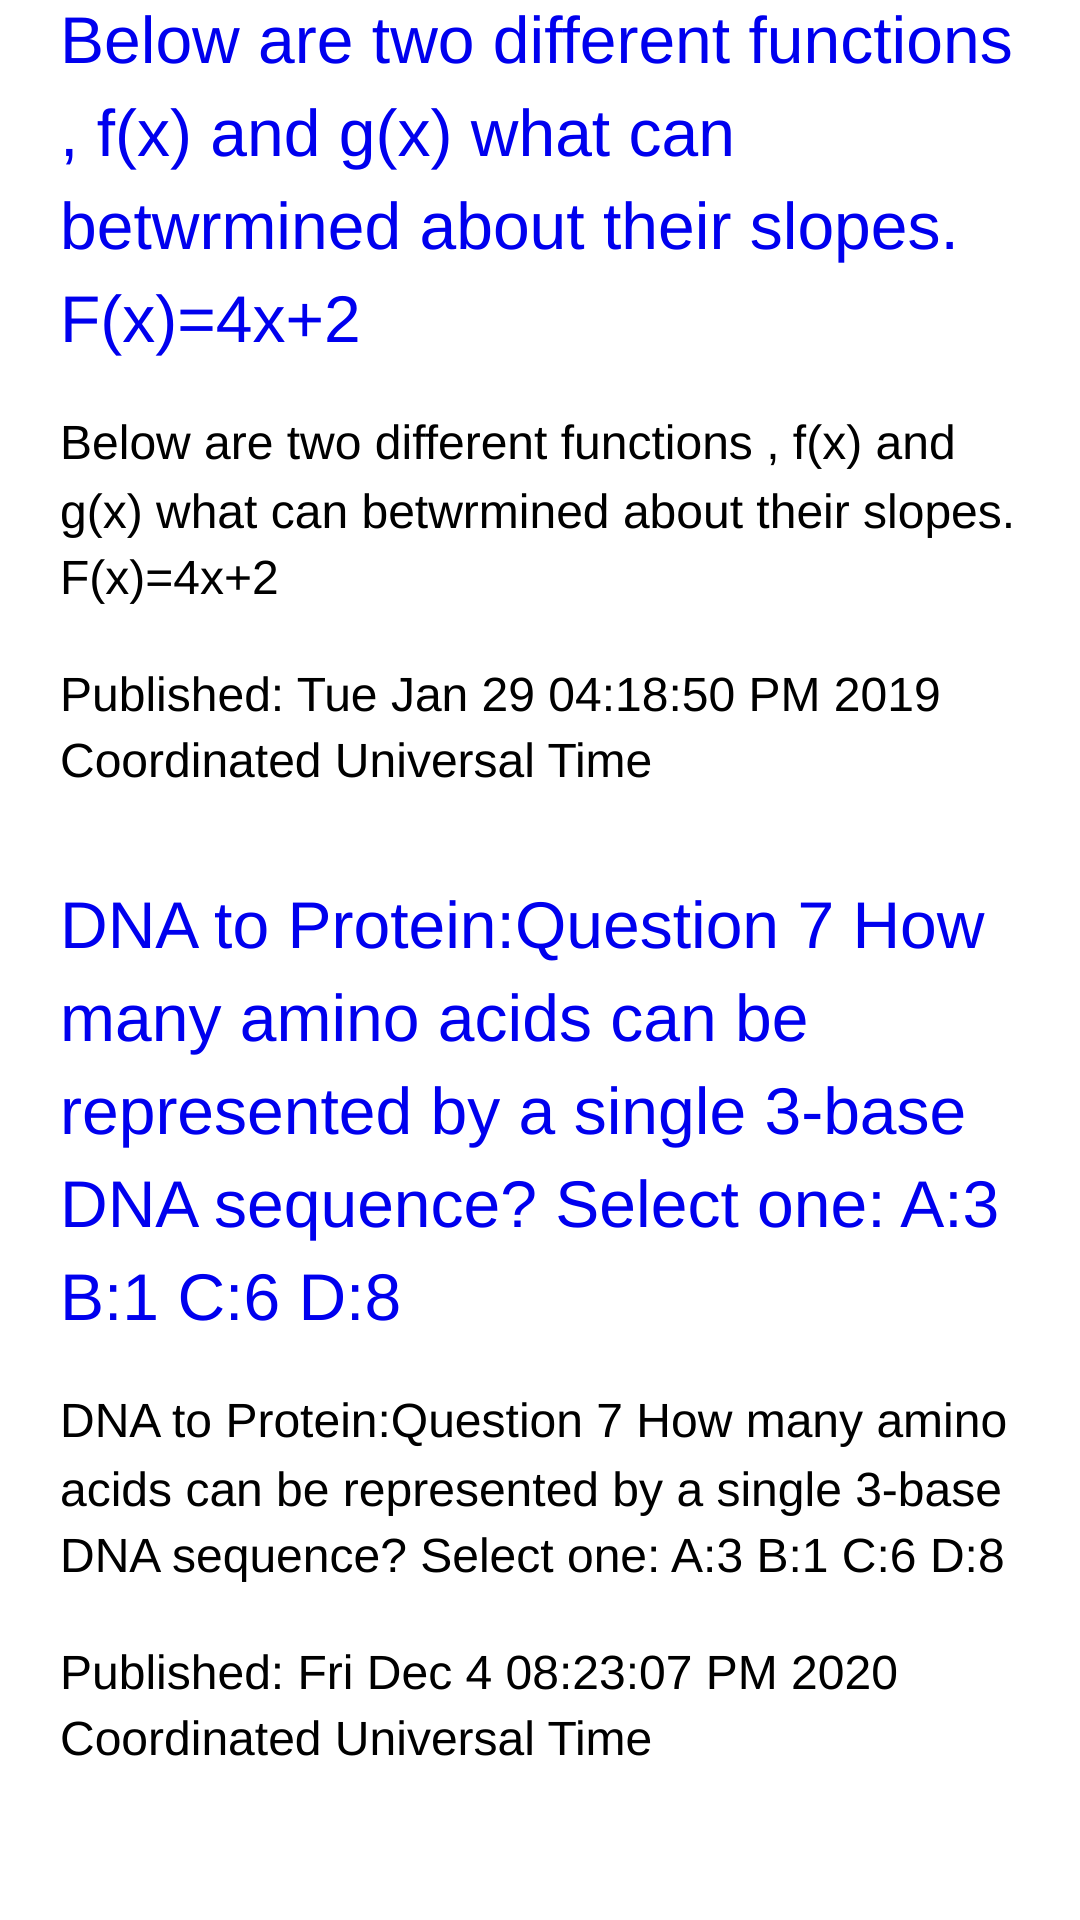 Below are two different functions
, f(x) and g(x) what can
betwrmined about their slopes.
F(x)=4x+2
Below are two different functions , f(x) and
g(x) what can betwrmined about their slopes.
F(x)=4x+2
Published: Tue Jan 29 04:18:50 PM 2019
Coordinated Universal Time
DNA to Protein:Question 7 How
many amino acids can be
represented by a single 3-base
DNA sequence? Select one: A:3
B:1 C:6 D:8
DNA to Protein:Question 7 How many amino
acids can be represented by a single 3-base
DNA sequence? Select one: A:3 B:1 C:6 D:8
Published: Fri Dec 4 08:23:07 PM 2020
Coordinated Universal Time